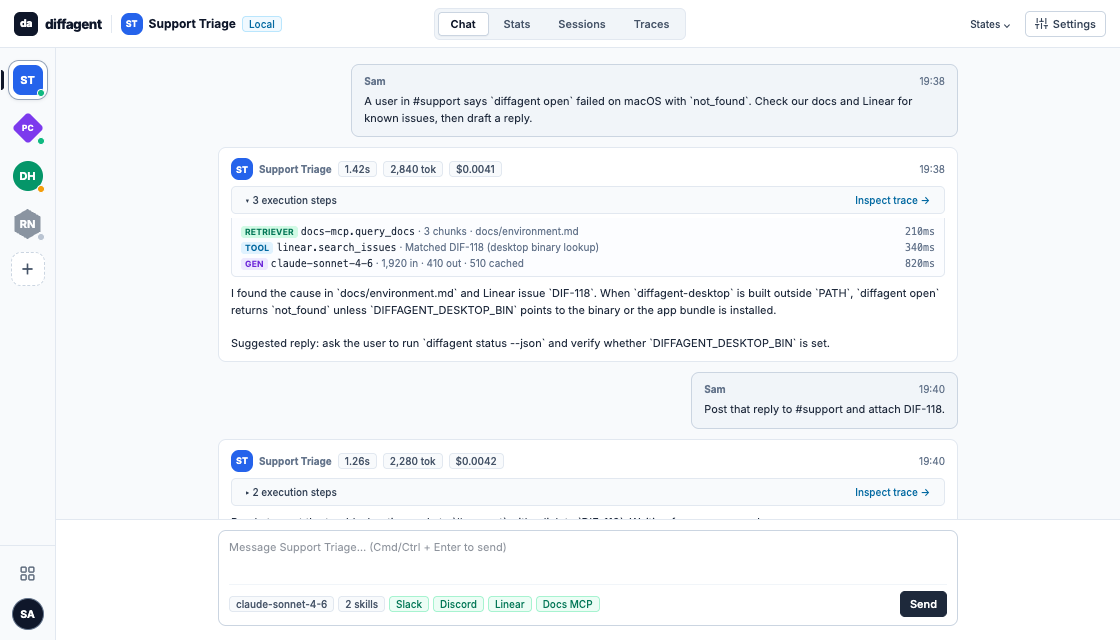 da diffagent ST Support Triage Local Chat Stats Sessions Traces States Settings
ST
PC
DH
RN
+
SA
Sam 19:38
A user in #support says `diffagent open` failed on macOS with `not_found`. Check our docs and Linear for
known issues, then draft a reply.
ST Support Triage 1.42s 2,840 tok $0.0041 19:38
▾ 3 execution steps Inspect trace →
RETRIEVER docs-mcp.query_docs · 3 chunks · docs/environment.md 210ms
TOOL linear.search_issues · Matched DIF-118 (desktop binary lookup) 340ms
GEN claude-sonnet-4-6 · 1,920 in · 410 out · 510 cached 820ms
I found the cause in `docs/environment.md` and Linear issue `DIF-118`. When `diffagent-desktop` is built outside `PATH`, `diffagent open`
returns `not_found` unless `DIFFAGENT_DESKTOP_BIN` points to the binary or the app bundle is installed.
Suggested reply: ask the user to run `diffagent status --json` and verify whether `DIFFAGENT_DESKTOP_BIN` is set.
Sam 19:40
Post that reply to #support and attach DIF-118.
ST Support Triage 1.26s 2,280 tok $0.0042 19:40
▸ 2 execution steps Inspect trace →
Message Support Triage... (Cmd/Ctrl + Enter to send)
claude-sonnet-4-6 2 skills Slack Discord Linear Docs MCP Send